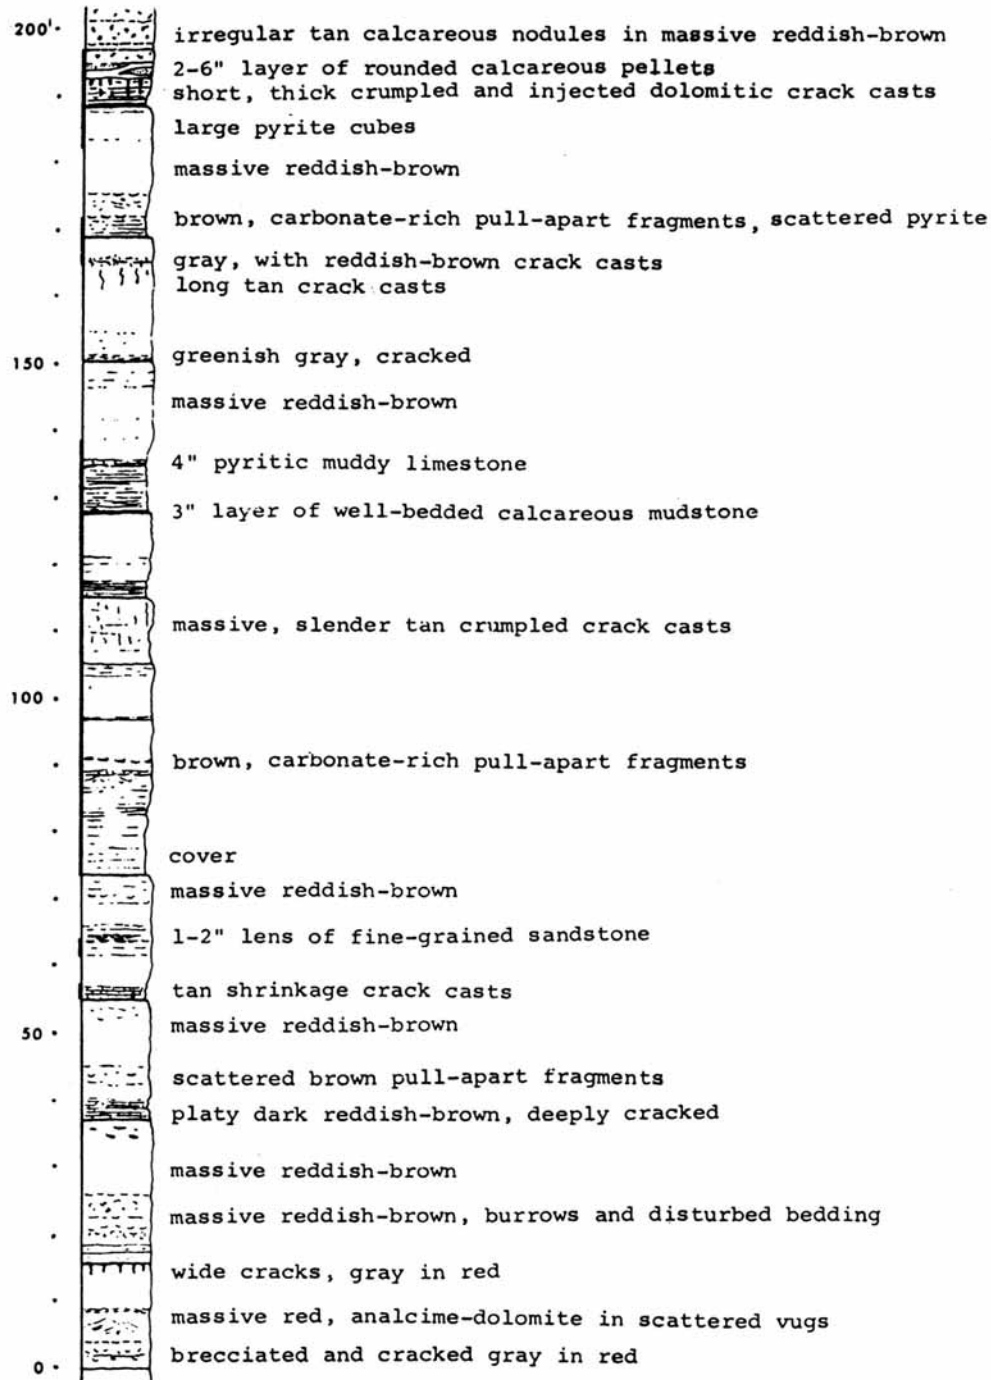 200'
irregular tan calcareous nodules in massive reddish-brown
2-6" layer of rounded calcareous pellets
short, thick crumpled and injected dolomitic crack casts
large pyrite cubes
massive reddish-brown
brown, carbonate-rich pull-apart fragments, scattered pyrite
gray, with reddish-brown crack casts
long tan crack casts
150
greenish gray, cracked
massive reddish-brown
4" pyritic muddy limestone
3" layer of well-bedded calcareous mudstone
massive, slender tan crumpled crack casts
100
brown, carbonate-rich pull-apart fragments
cover
massive reddish-brown
1-2" lens of fine-grained sandstone
tan shrinkage crack casts
massive reddish-brown
50
scattered brown pull-apart fragments
platy dark reddish-brown, deeply cracked
massive reddish-brown
massive reddish-brown, burrows and disturbed bedding
wide cracks, gray in red
massive red, analcime-dolomite in scattered vugs
brecciated and cracked gray in red
0